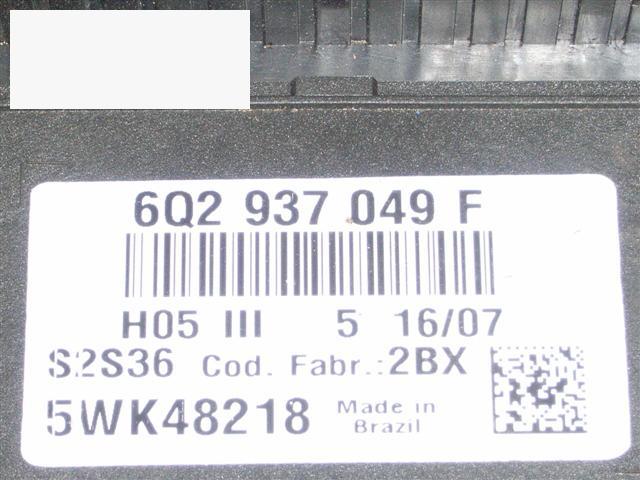 6Q2 937 049 F
H05 III 5 16/07
S2S36 Cod. Fabr.:2BX
5WK48218 Made in
Brazil